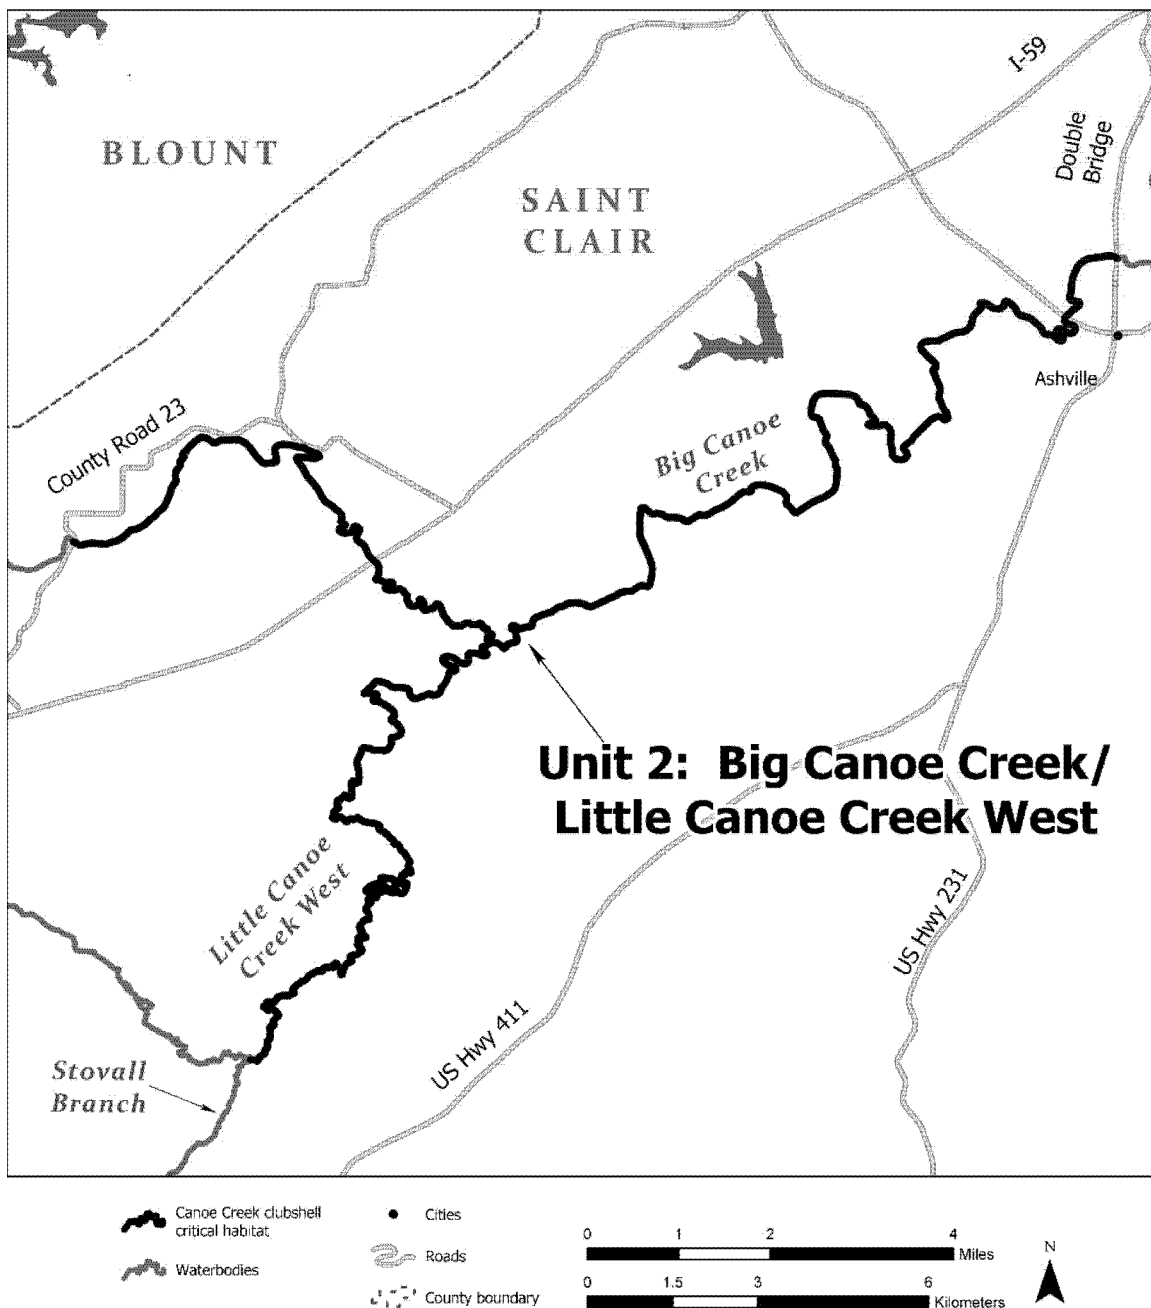 I-59
Double
Bridge
BLOUNT
SAINT
CLAIR
Ashville
County Road 23
Big Canoe
Creek
Unit 2: Big Canoe Creek/
Little Canoe Creek West
Little Canoe
Creek West
US Hwy 231
US Hwy 411
Stovall
Branch
Canoe Creek clubshell
critical habitat
Waterbodies
Cities
Roads
County boundary
0 1 2 4
Miles
0 1.5 3 6
Kilometers
N